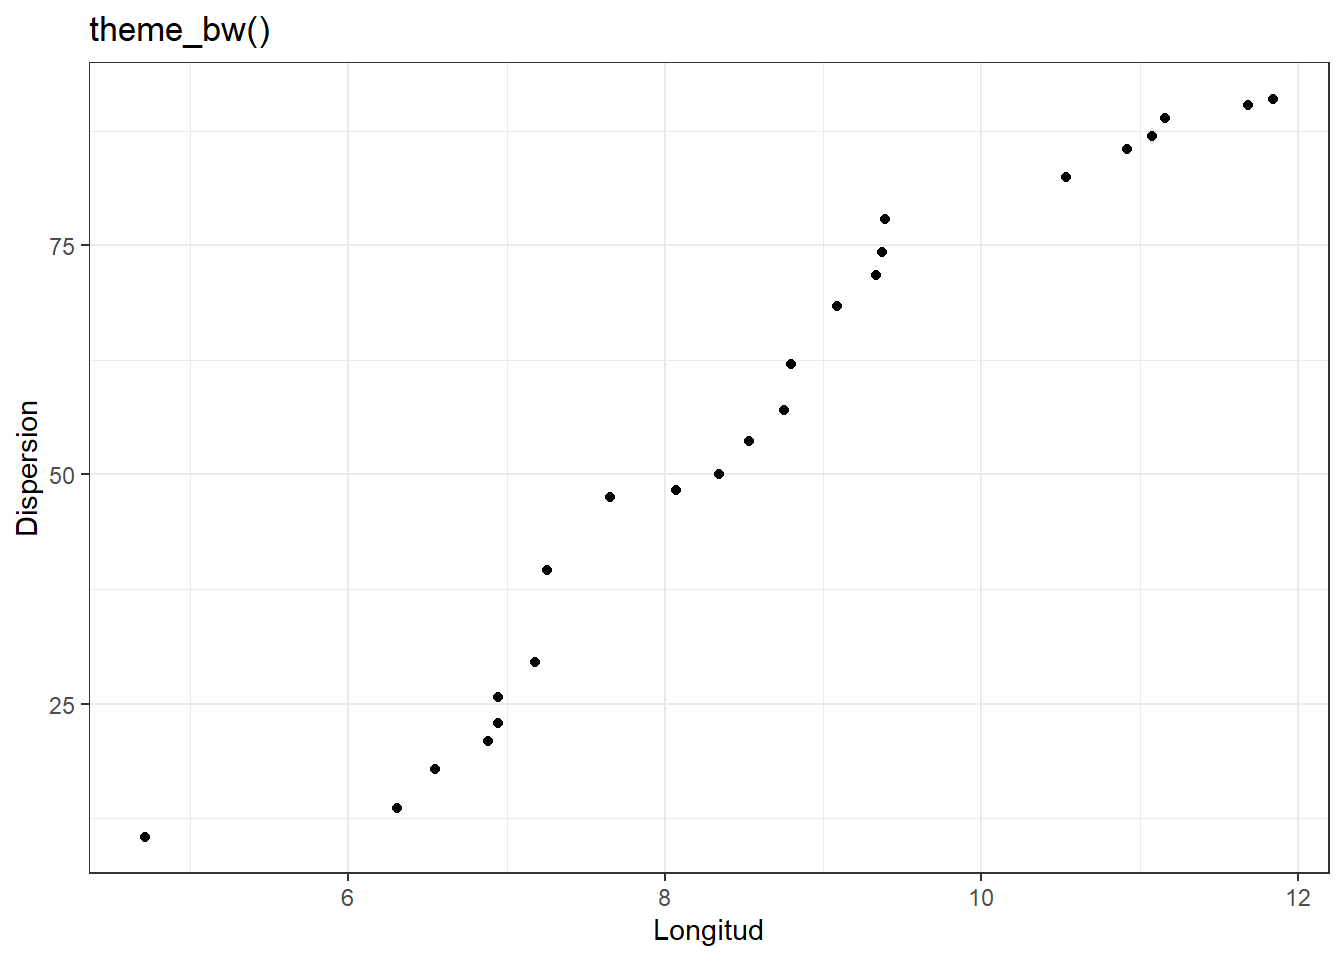 theme_bw()
75
50
25
Dispersion
6 8 10 12
Longitud